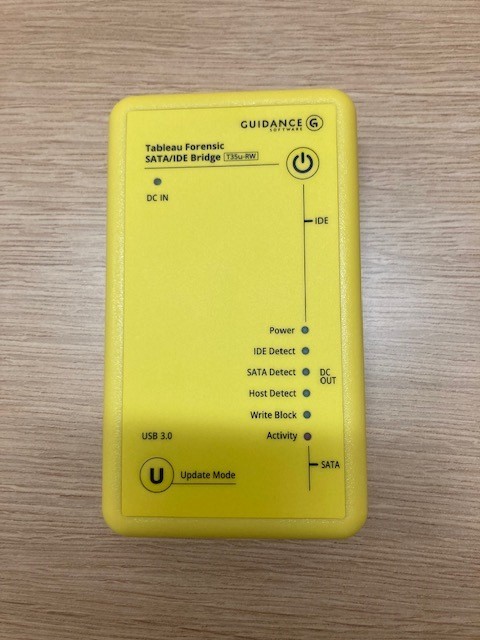 GUIDANCE G
SOFTWARE
Tableau Forensic
SATA/IDE Bridge T35u-RW
DC IN
IDE
Power
IDE Detect
SATA Detect
DC
OUT
Host Detect
Write Block
USB 3.0
Activity
SATA
U Update Mode